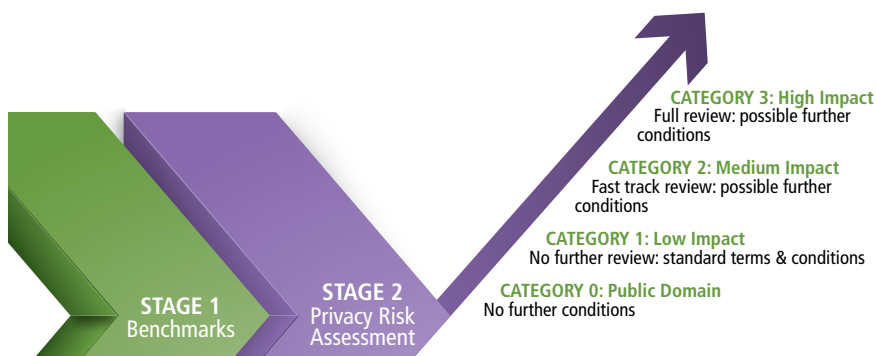 STAGE 1
Benchmarks
STAGE 2
Privacy Risk
Assessment
CATEGORY 3: High Impact
Full review: possible further
conditions
CATEGORY 2: Medium Impact
Fast track review: possible further
conditions
CATEGORY 1: Low Impact
No further review: standard terms & conditions
CATEGORY 0: Public Domain
No further conditions